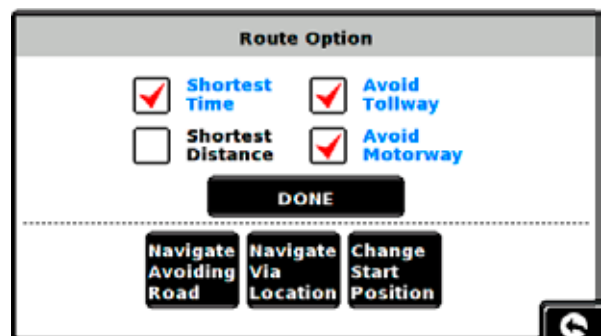 Route Option
Shortest Time
Avoid Tollway
Shortest Distance
Avoid Motorway
DONE
Navigate Avoiding Road
Navigate Via Location
Change Start Position